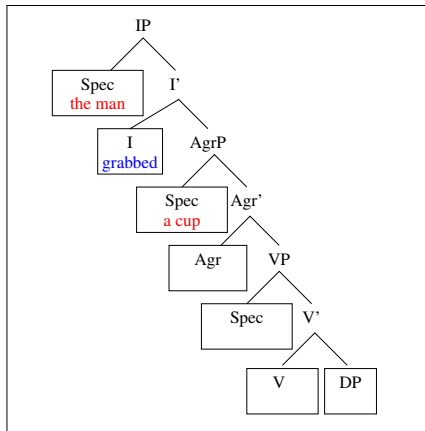 IP
Spec
the man
I'
I
grabbed
AgrP
Spec
a cup
Agr'
Agr
VP
Spec
V'
V
DP